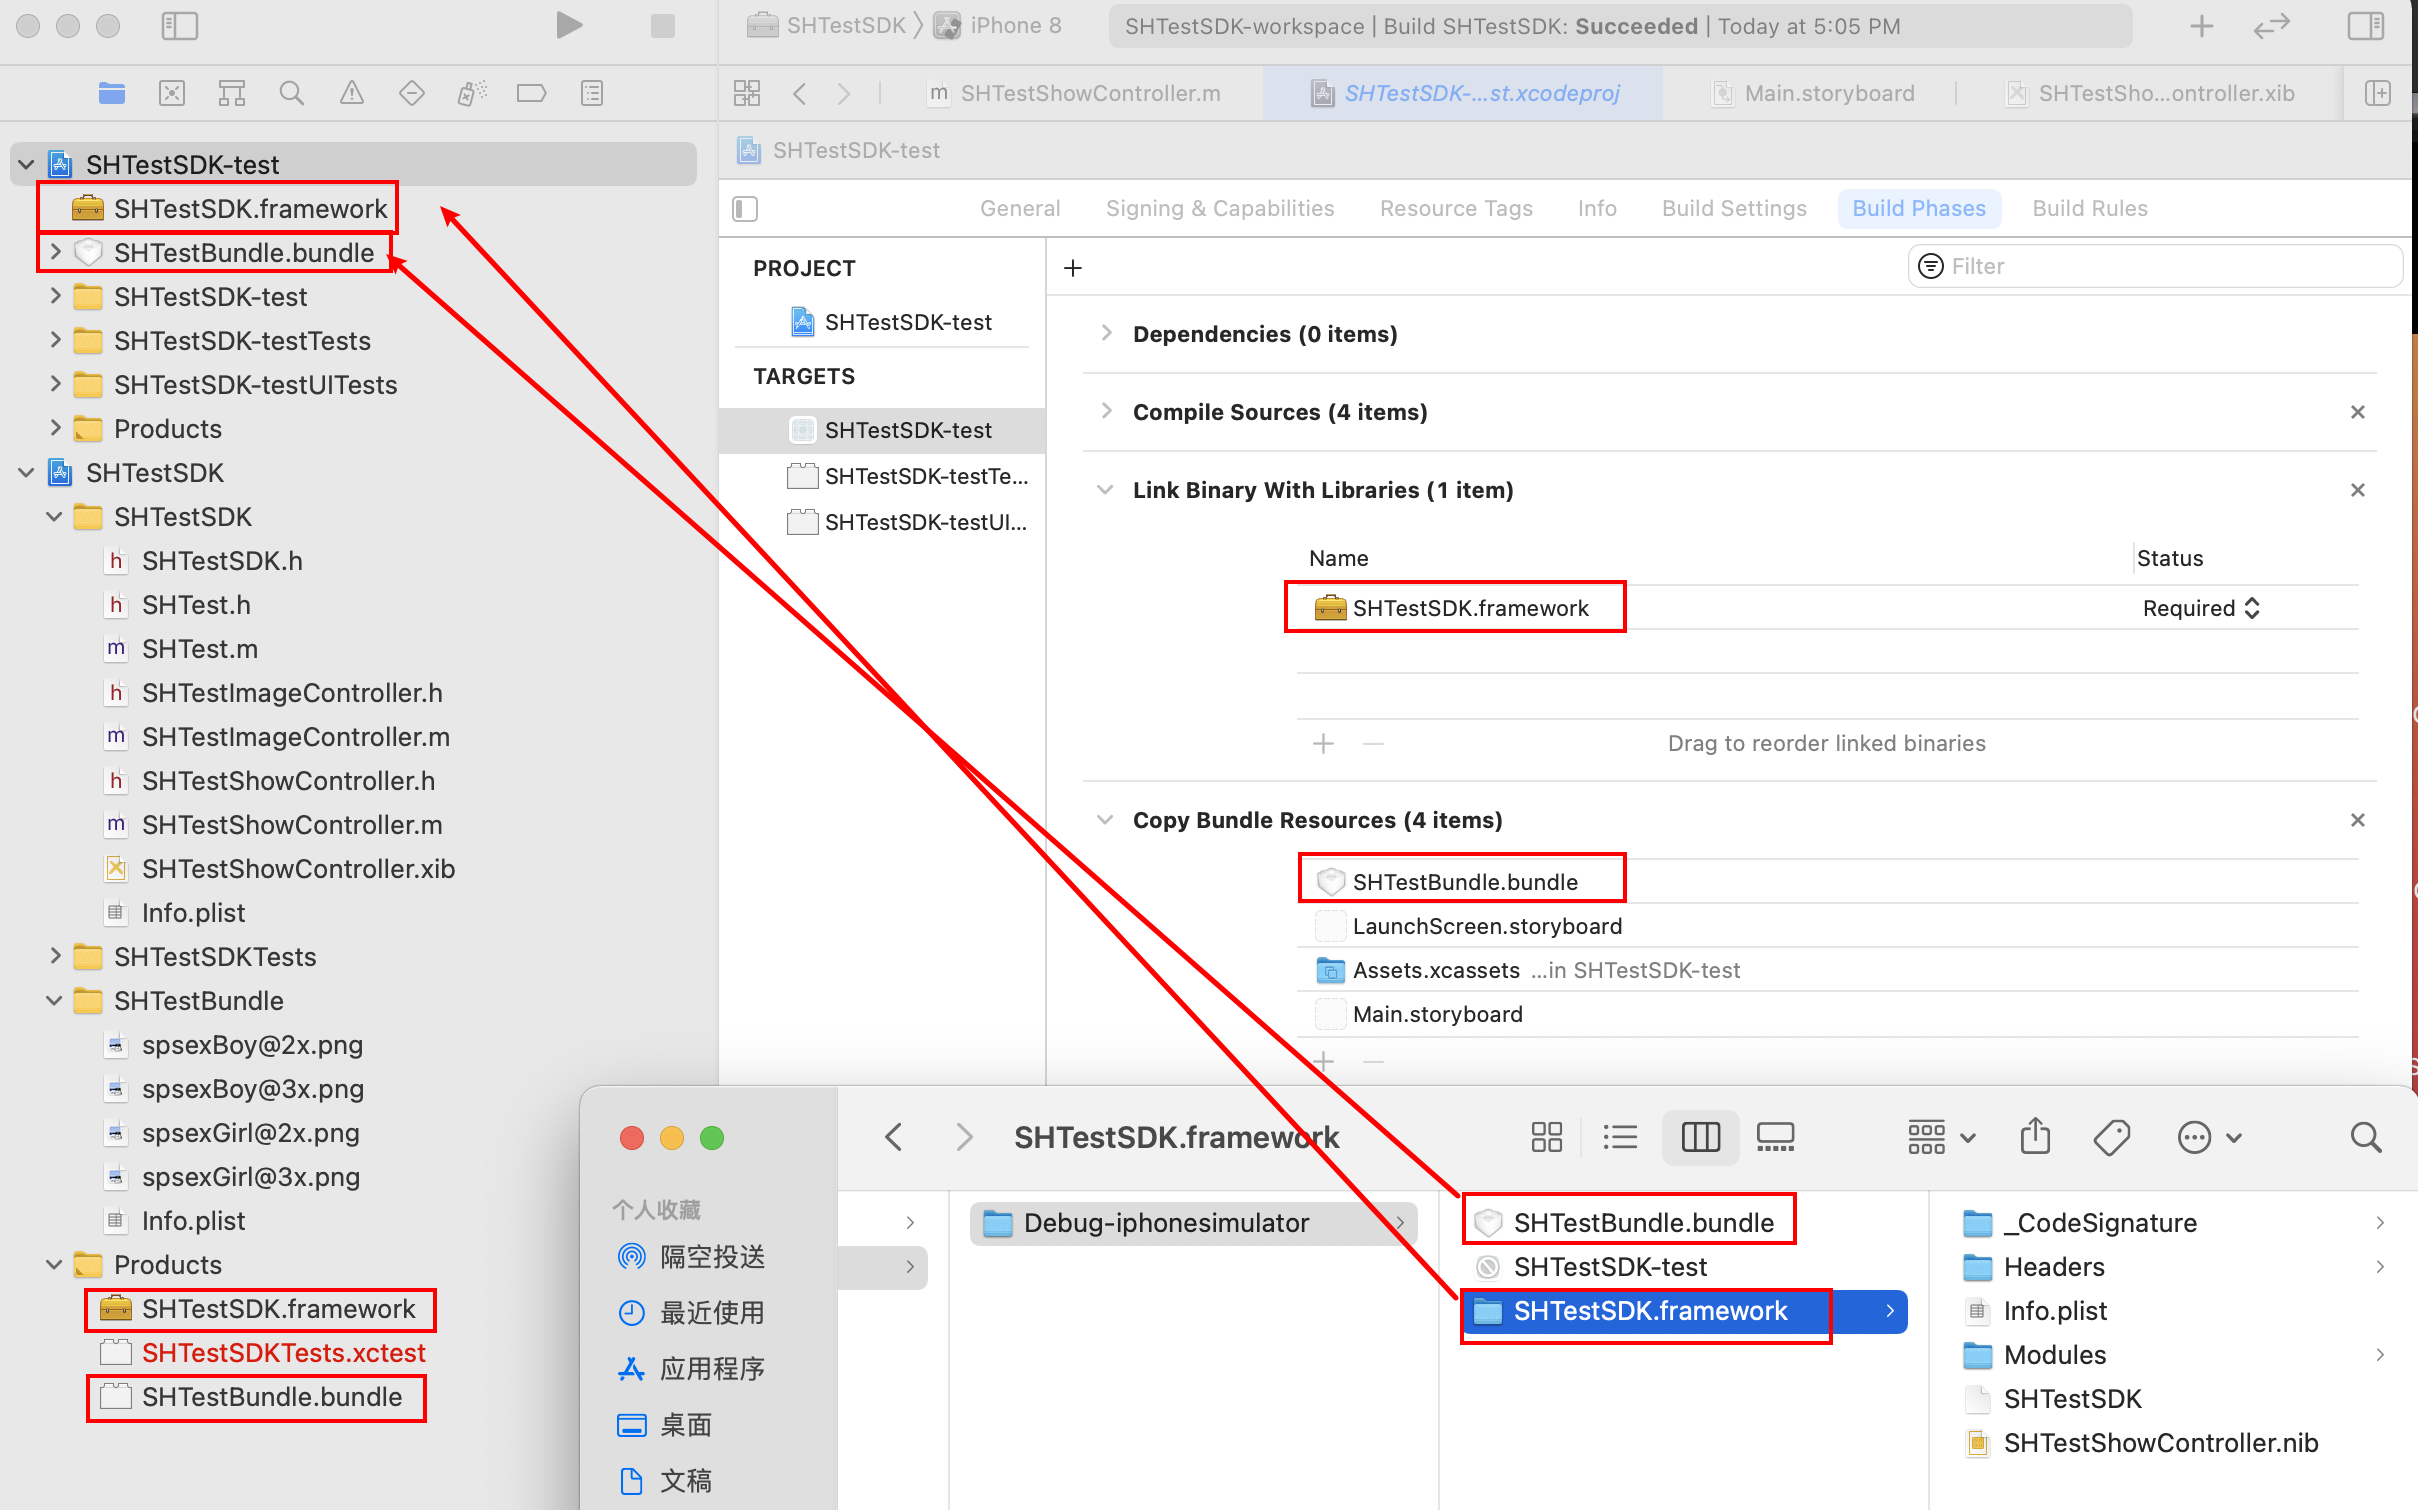 SHTestSDK
iPhone 8
SHTestSDK-workspace | Build SHTestSDK: Succeeded | Today at 5:05 PM
SHTestShowController.m
SHTestSDK-...st.xcodeproj
Main.storyboard
SHTestSho...ontroller.xib
SHTestSDK-test
General
Signing & Capabilities
Resource Tags
Info
Build Settings
Build Phases
Build Rules
SHTestSDK-test
SHTestSDK.framework
SHTestBundle.bundle
SHTestSDK-test
SHTestSDK-testTests
SHTestSDK-testUITests
Products
SHTestSDK
SHTestSDK
SHTestSDK.h
SHTest.h
SHTest.m
SHTestImageController.h
SHTestImageController.m
SHTestShowController.h
SHTestShowController.m
SHTestShowController.xib
Info.plist
SHTestSDKTests
SHTestBundle
spsexBoy@2x.png
spsexBoy@3x.png
spsexGirl@2x.png
spsexGirl@3x.png
Info.plist
Products
SHTestSDK.framework
SHTestSDKTests.xctest
SHTestBundle.bundle
PROJECT
SHTestSDK-test
TARGETS
SHTestSDK-test
SHTestSDK-testTe...
SHTestSDK-testUI...
Filter
Dependencies (0 items)
Compile Sources (4 items)
Link Binary With Libraries (1 item)
Name
Status
SHTestSDK.framework
Required
Drag to reorder linked binaries
Copy Bundle Resources (4 items)
SHTestBundle.bundle
LaunchScreen.storyboard
Assets.xcassets ...in SHTestSDK-test
Main.storyboard
SHTestSDK.framework
个人收藏
隔空投送
最近使用
应用程序
桌面
文稿
Debug-iphonesimulator
SHTestBundle.bundle
SHTestSDK-test
SHTestSDK.framework
_CodeSignature
Headers
Info.plist
Modules
SHTestSDK
SHTestShowController.nib